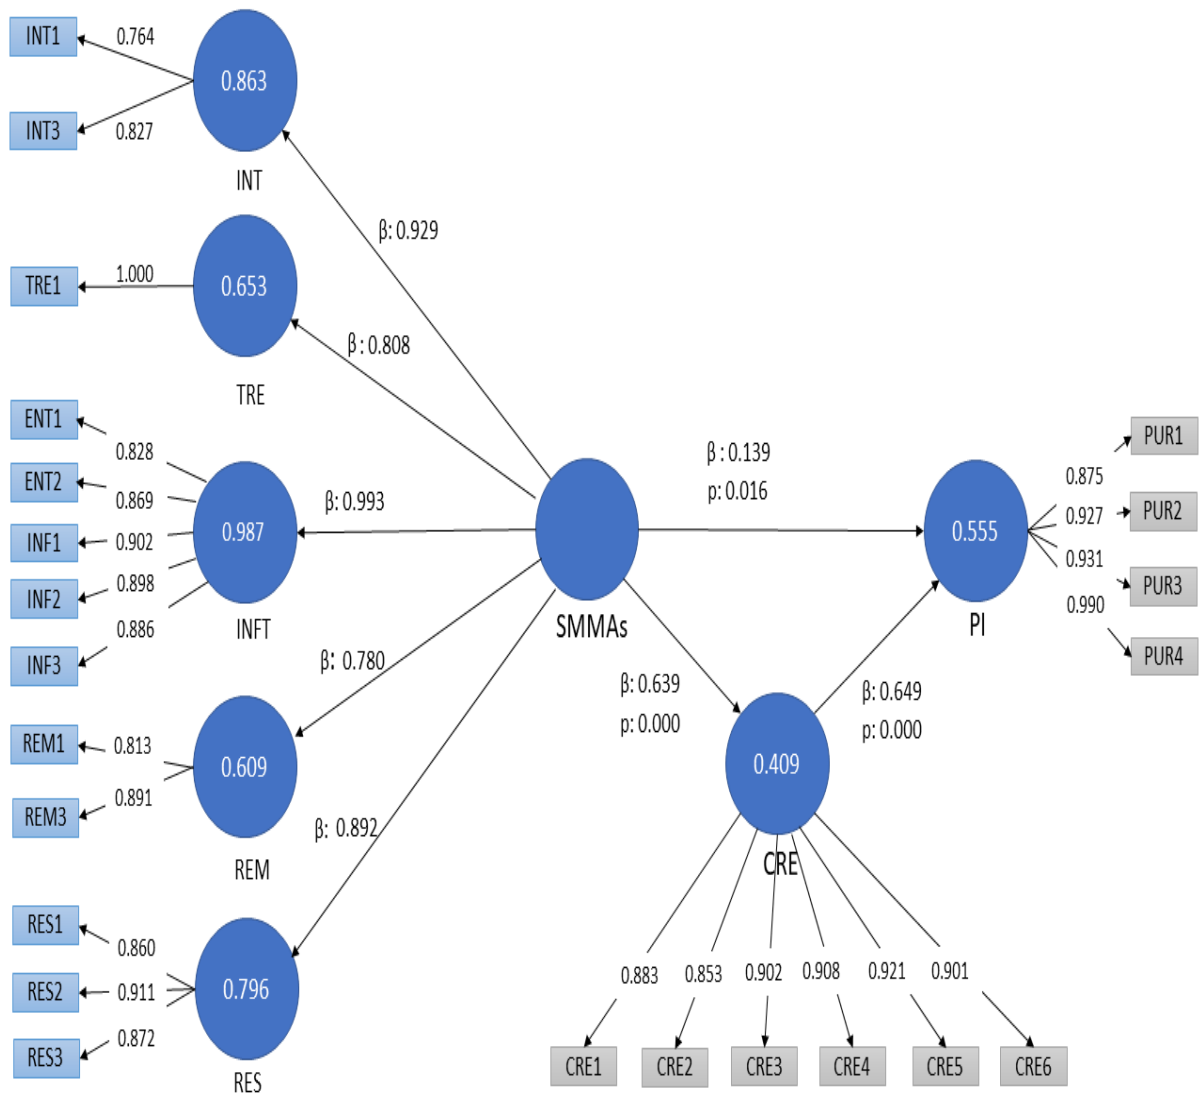 INT1
0.764
0.863
INT3
0.827
INT
β: 0.929
TRE1
1.000
0.653
β : 0.808
TRE
ENT1
0.828
ENT2
0.869
INF1
0.902
0.987
INF2
0.898
INF3
0.886
INFT
β: 0.993
SMMAs
β : 0.139
p: 0.016
0.555
PI
PUR1
0.875
PUR2
0.927
PUR3
0.931
PUR4
0.990
β: 0.780
REM1
0.813
0.609
REM3
0.891
REM
β: 0.639
p: 0.000
β: 0.649
p: 0.000
0.409
CRE
β: 0.892
RES1
0.860
RES2
0.911
0.796
RES3
0.872
RES
0.883
0.853
0.902
0.908
0.921
0.901
CRE1
CRE2
CRE3
CRE4
CRE5
CRE6